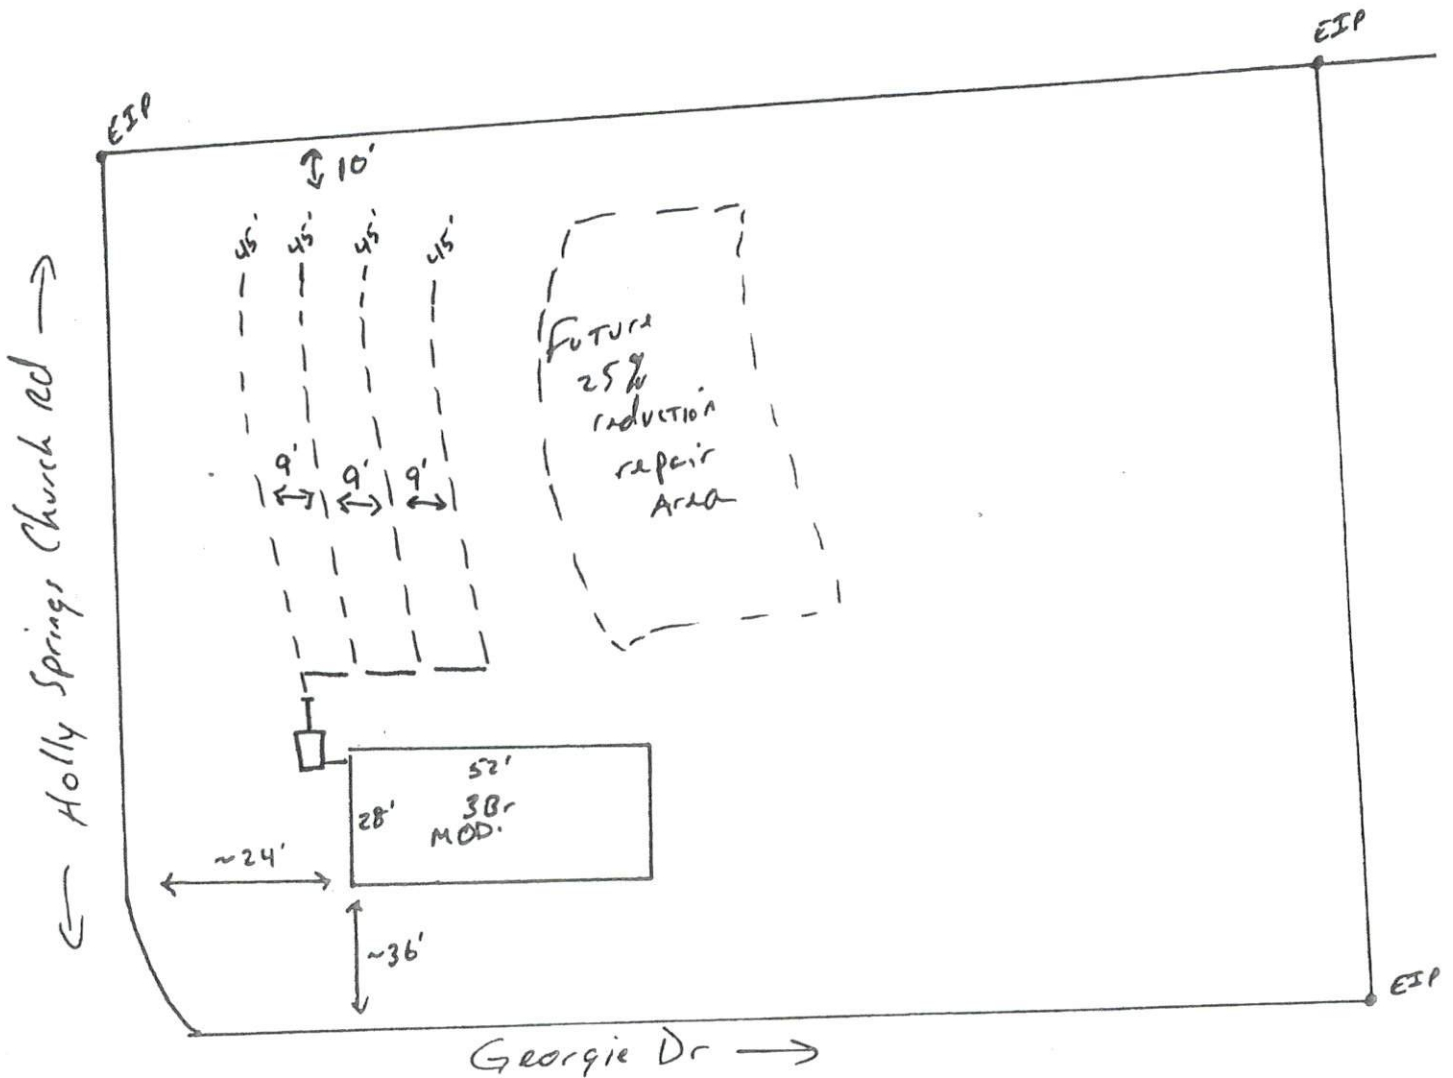 EIP
EIP
10'
45' 45' 45' 45'
Holly Springs Church Rd
Future
25%
reduction
repair
Area
9' 9' 9'
52'
28'
3Br
MOD.
~24'
~36'
EIP
Georgie Dr